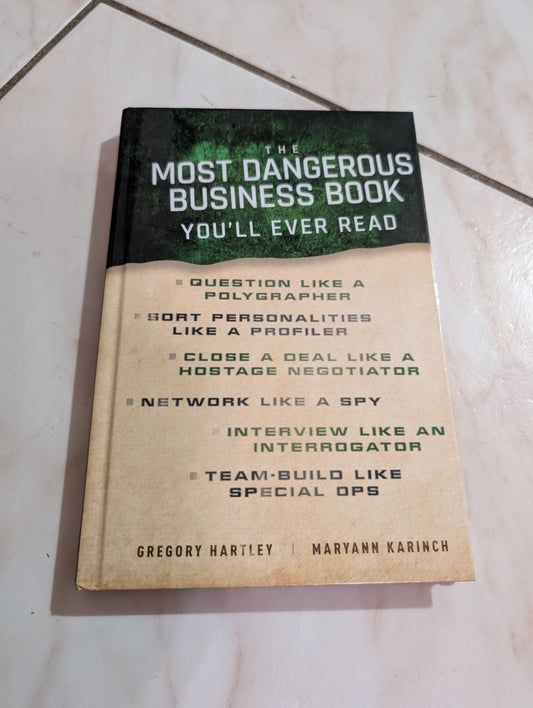 THE
MOST DANGEROUS
BUSINESS BOOK
YOU'LL EVER READ
QUESTION LIKE A
POLYGRAPHER
SORT PERSONALITIES
LIKE A PROFILER
CLOSE A DEAL LIKE A
HOSTAGE NEGOTIATOR
NETWORK LIKE A SPY
INTERVIEW LIKE AN
INTERROGATOR
TEAM-BUILD LIKE
SPECIAL OPS
GREGORY HARTLEY | MARYANN KARINCH